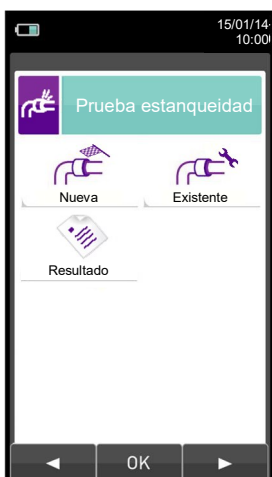 15/01/14
10:00
Prueba estanqueidad
Nueva
Existente
Resultado
OK